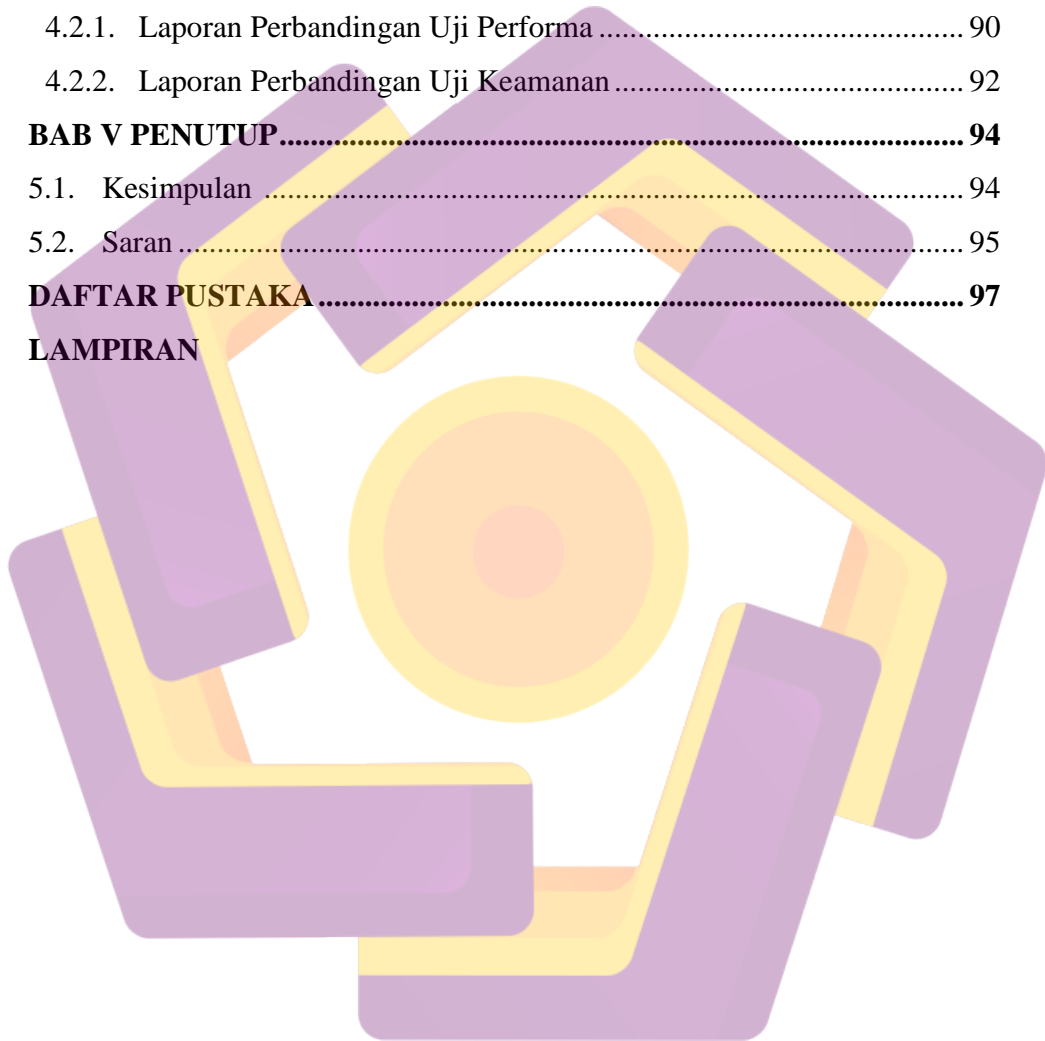 4.2.1. Laporan Perbandingan Uji Performa ................................................ 90
4.2.2. Laporan Perbandingan Uji Keamanan .............................................. 92
BAB V PENUTUP.......................................................................................... 94
5.1. Kesimpulan ............................................................................................ 94
5.2. Saran ....................................................................................................... 95
DAFTAR PUSTAKA ..................................................................................... 97
LAMPIRAN